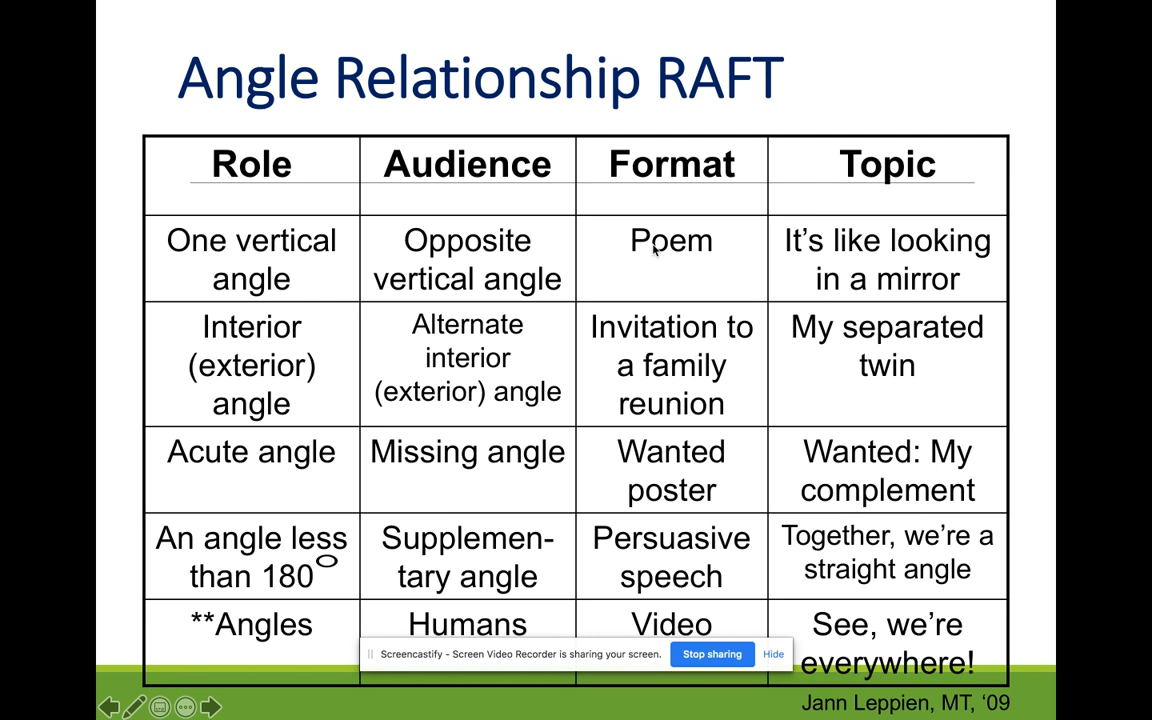 Angle Relationship RAFT
Role Audience Format Topic
One vertical angle
Opposite vertical angle
Poem
It’s like looking in a mirror
Interior (exterior) angle
Alternate interior (exterior) angle
Invitation to a family reunion
My separated twin
Acute angle
Missing angle
Wanted poster
Wanted: My complement
An angle less than 180°
Supplemen-tary angle
Persuasive speech
Together, we’re a straight angle
**Angles
Humans
Video
See, we’re everywhere!
Screencastify - Screen Video Recorder is sharing your screen. Stop sharing Hide
Jann Leppien, MT, ‘09